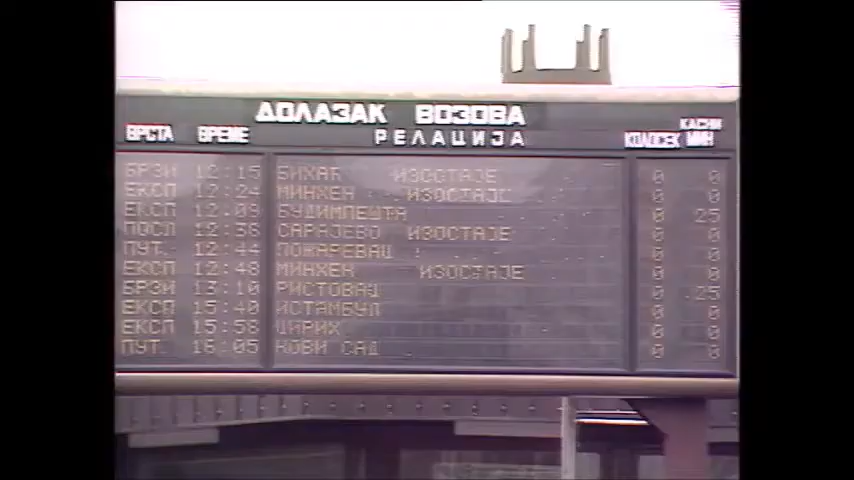 ДОЛАЗАК ВОЗОВА
ВРСТА ВРЕМЕ РЕЛАЦИЈА КОЛОСЕК КАСНИ МИН
БРЗИ 12:15 БИХАЋ ИЗОСТАЈЕ 0 0
ЕКСП 12:24 МИНХЕН ИЗОСТАЈЕ 0 0
ЕКСП 12:09 БУДИМПЕШТА 0 25
ПОСЛ 12:36 САРАЈЕВО ИЗОСТАЈЕ 0 0
ПУТ. 12:44 ПОЖАРЕВАЦ 0 0
ЕКСП 12:48 МИНХЕН ИЗОСТАЈЕ 0 0
БРЗИ 13:10 РИСТОВАЦ 0 25
ЕКСП 15:40 ИСТАМБУЛ 0 0
ЕКСП 15:58 ЦИРИХ 0 0
ПУТ. 16:05 НОВИ САД 0 0